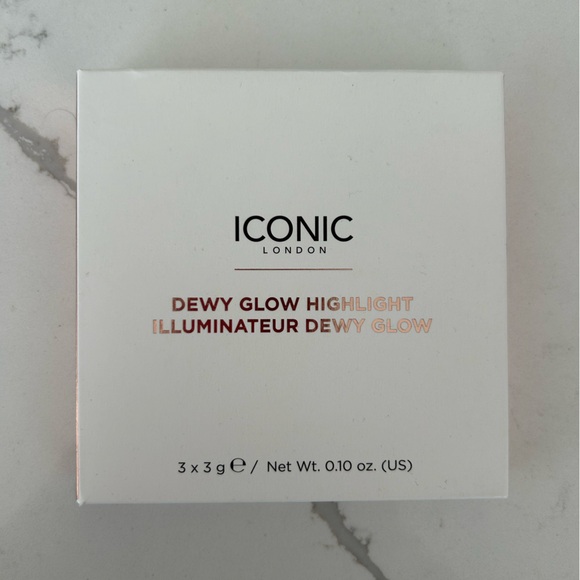 ICONIC
LONDON
DEWY GLOW HIGHLIGHT
ILLUMINATEUR DEWY GLOW
3 x 3 g ℮ / Net Wt. 0.10 oz. (US)